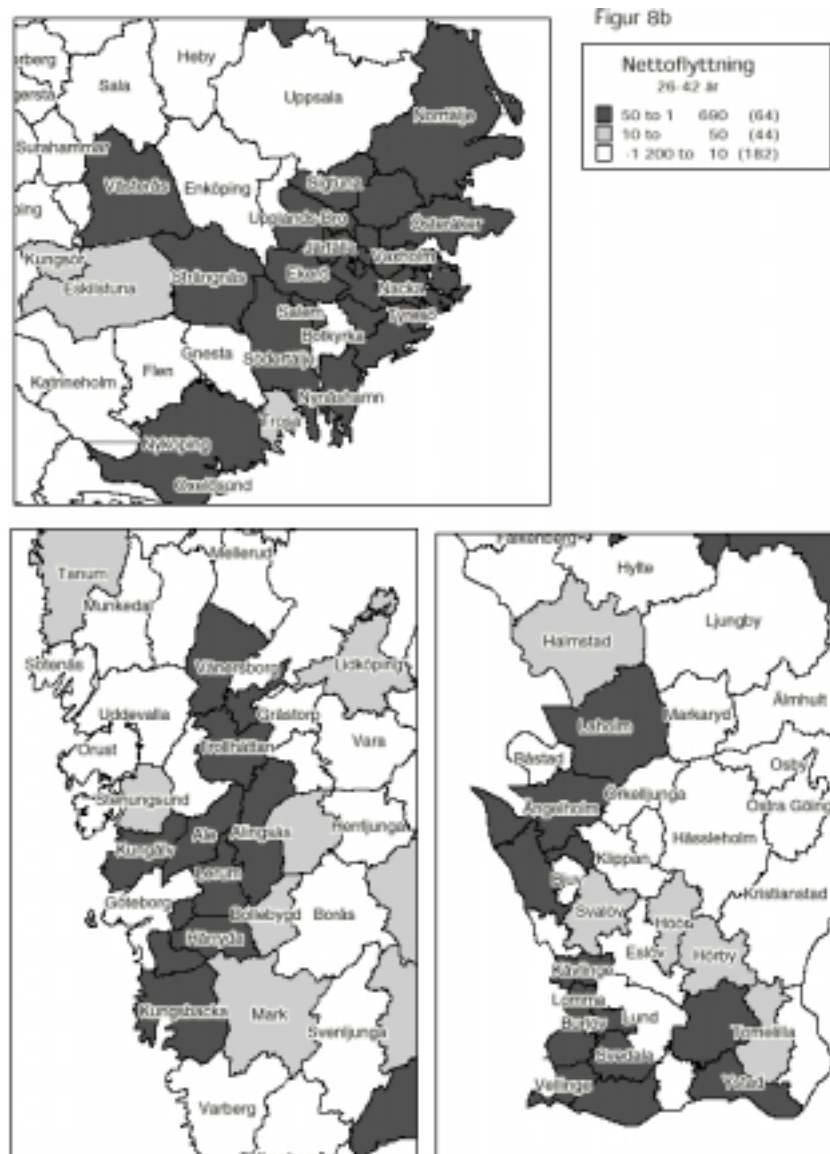 Figur 8b
Nettoflyttning
26-42 år
50 to 1 690 (64)
10 to 50 (44)
-1 200 to 10 (182)
Heby
Sala
Uppsala
Norrtälje
Surahammar
Västerås
Enköping
Sigtuna
Upplands-Bro
Österåker
Järfälla
Vaxholm
Kungsör
Eskilstuna
Strängnäs
Ekerö
Nacka
Salem
Tyresö
Botkyrka
Gnesta
Södertälje
Flen
Katrineholm
Nynäshamn
Trosa
Nyköping
Oxelösund
Mellerud
Tanum
Munkedal
Sotenäs
Vänersborg
Lidköping
Uddevalla
Grästorp
Orust
Trollhättan
Vara
Stenungsund
Ale
Alingsås
Herrljunga
Kungälv
Lerum
Göteborg
Bollebygd
Borås
Härryda
Kungsbacka
Mark
Svenljunga
Varberg
Falkenberg
Hylte
Ljungby
Halmstad
Laholm
Markaryd
Älmhult
Båstad
Osby
Örkelljunga
Ängelholm
Östra Göing
Hässleholm
Klippan
Bjuv
Kristianstad
Svalöv
Höör
Hörby
Eslöv
Kävlinge
Lomma
Burlöv
Lund
Tomelilla
Svedala
Vellinge
Ystad